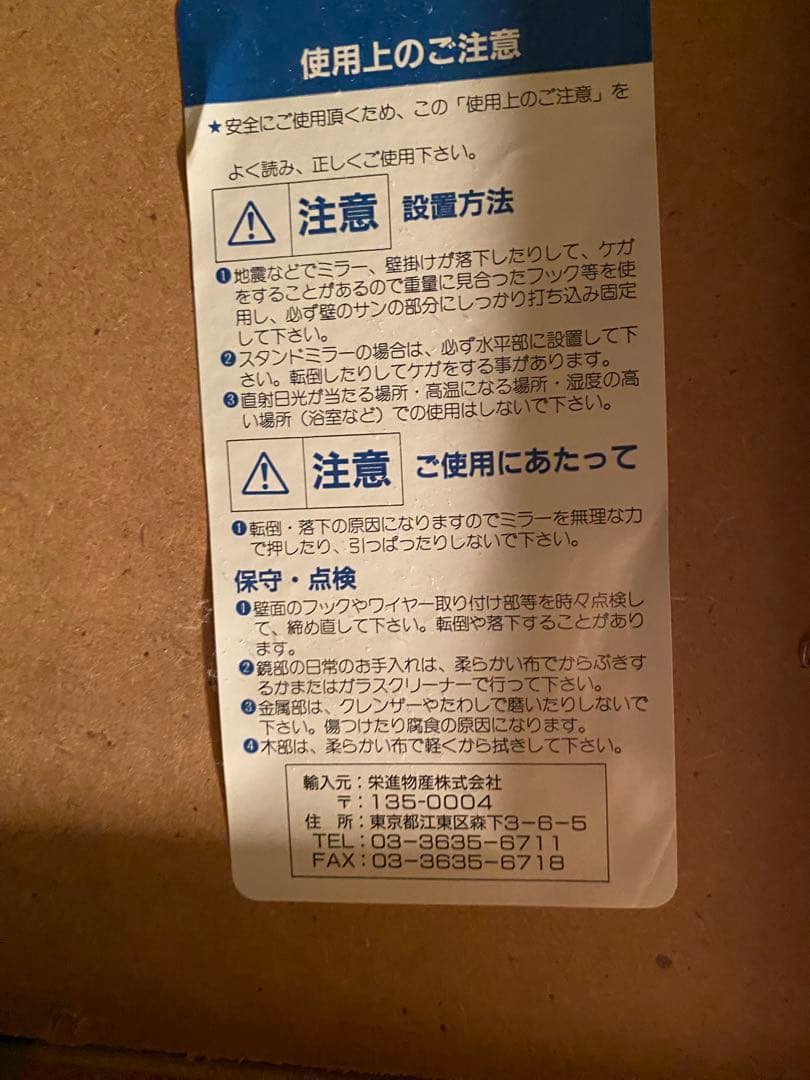 使用上のご注意
★安全にご使用頂くため、この「使用上のご注意」を
よく読み、正しくご使用下さい。
注意 設置方法
❶地震などでミラー、壁掛けが落下したりして、ケガ
をすることがあるので重量に見合ったフック等を使
用し、必ず壁のサンの部分にしっかり打ち込み固定
して下さい。
❷スタンドミラーの場合は、必ず水平部に設置して下
さい。転倒したりしてケガをする事があります。
❸直射日光が当たる場所・高温になる場所・湿度の高
い場所（浴室など）での使用はしないで下さい。
注意 ご使用にあたって
❶転倒・落下の原因になりますのでミラーを無理な力
で押したり、引っぱったりしないで下さい。
保守・点検
❶壁面のフックやワイヤー取り付け部等を時々点検し
て、締め直して下さい。転倒や落下することがあり
ます。
❷鏡部の日常のお手入れは、柔らかい布でからぶきす
るかまたはガラスクリーナーで行って下さい。
❸金属部は、クレンザーやたわしで磨いたりしないで
下さい。傷つけたり腐食の原因になります。
❹木部は、柔らかい布で軽くから拭きして下さい。
輸入元：栄進物産株式会社
〒：135-0004
住 所：東京都江東区森下3-6-5
TEL：03-3635-6711
FAX：03-3635-6718